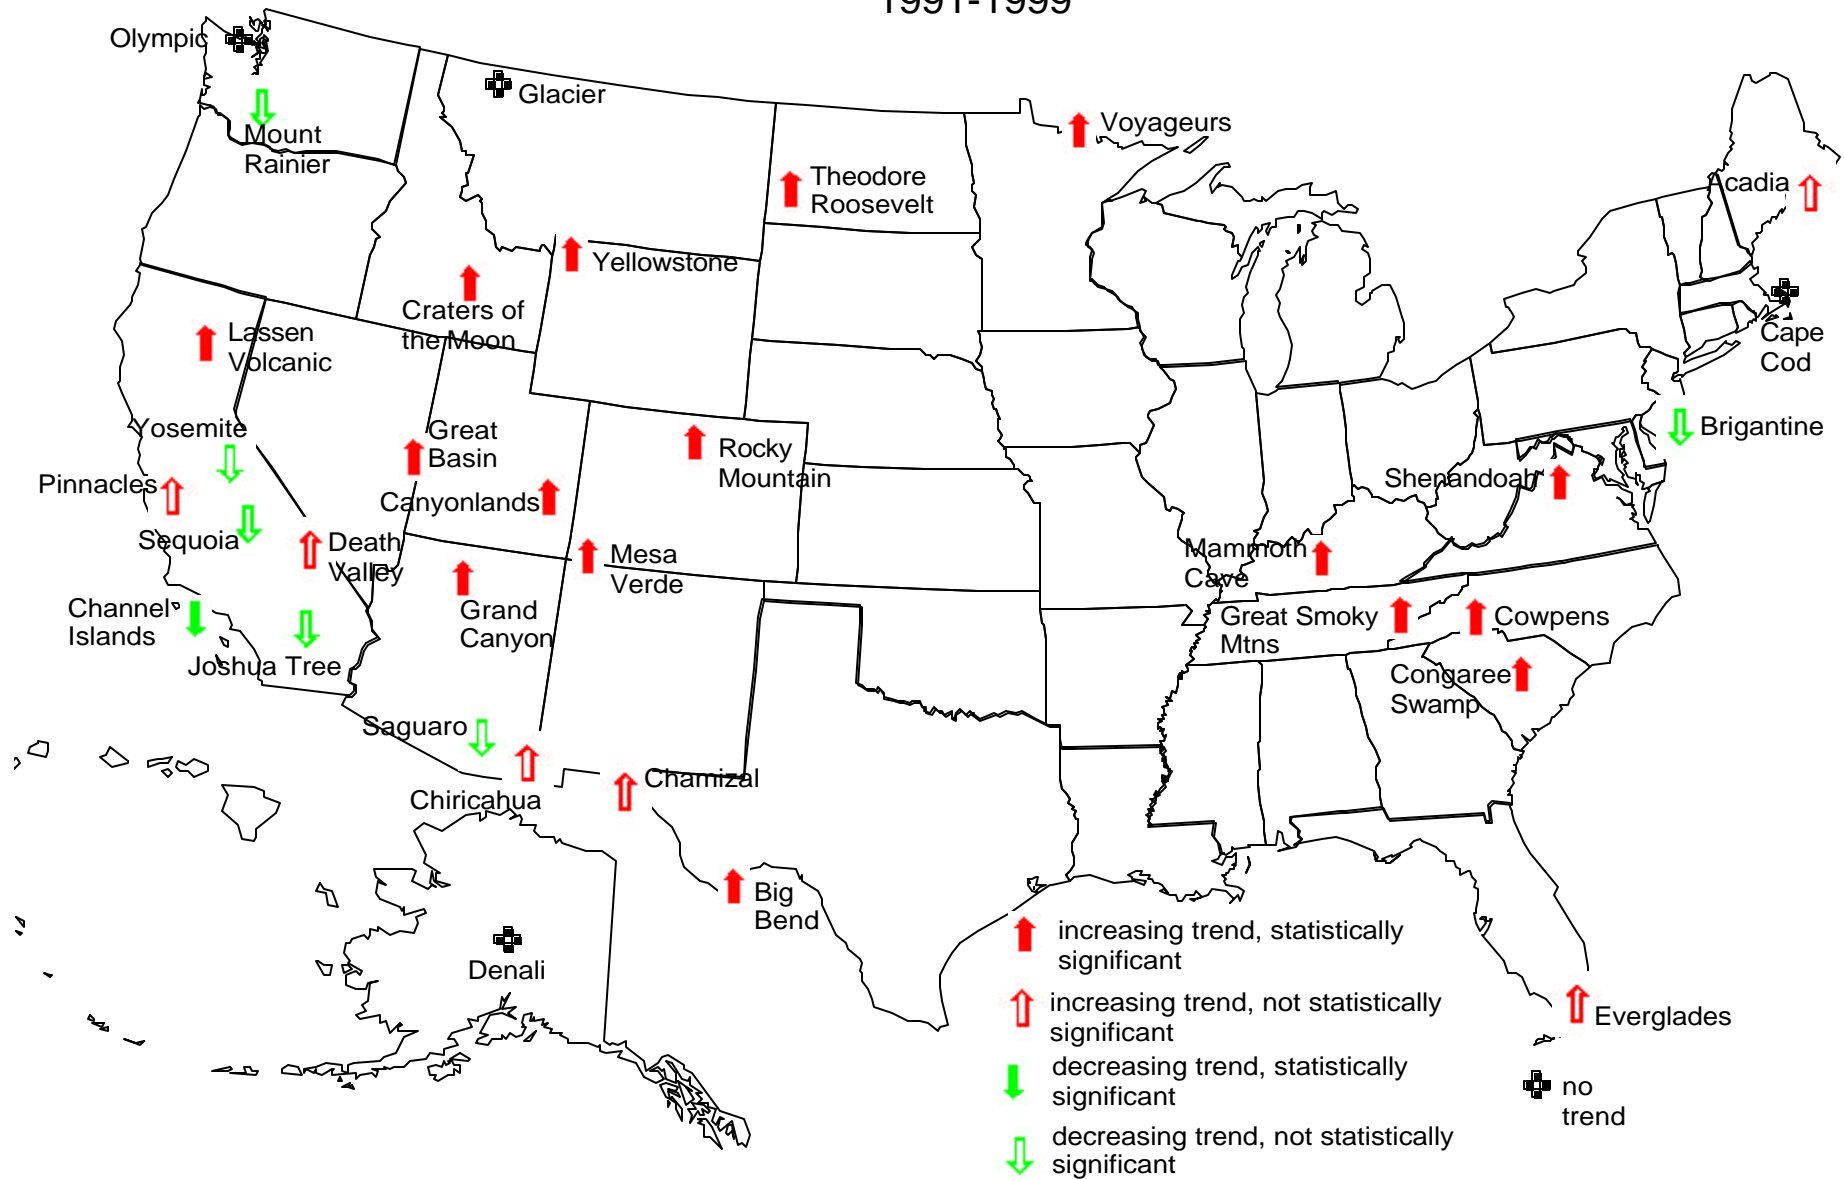 1991-1999
Olympic
Glacier
Mount
Rainier
Voyageurs
Theodore
Roosevelt
Acadia
Yellowstone
Craters of
the Moon
Lassen
Volcanic
Cape
Cod
Yosemite
Great
Basin
Rocky
Mountain
Brigantine
Pinnacles
Canyonlands
Shenandoah
Sequoia
Death
Valley
Mesa
Verde
Mammoth
Cave
Channel
Islands
Grand
Canyon
Great Smoky
Mtns
Cowpens
Joshua Tree
Congaree
Swamp
Saguaro
Chiricahua
Chamizal
Big
Bend
Denali
increasing trend, statistically
significant
increasing trend, not statistically
significant
Everglades
decreasing trend, statistically
significant
no
trend
decreasing trend, not statistically
significant